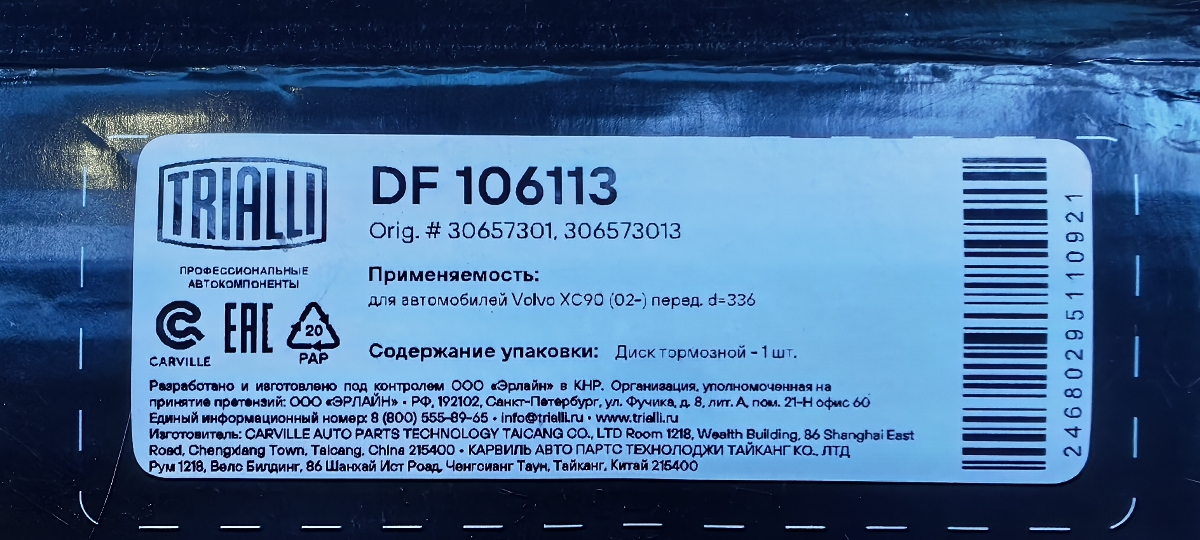 TRIALLI
ПРОФЕССИОНАЛЬНЫЕ
АВТОКОМПОНЕНТЫ
CARVILLE
EAC
20
PAP
DF 106113
Orig. # 30657301, 306573013
Применяемость:
для автомобилей Volvo XC90 (02-) перед. d=336
Содержание упаковки: Диск тормозной - 1 шт.
Разработано и изготовлено под контролем ООО «Эрлайн» в КНР. Организация, уполномоченная на
принятие претензий: ООО «ЭРЛАЙН» • РФ, 192102, Санкт-Петербург, ул. Фучика, д. 8, лит. А, пом. 21-Н офис 60
Единый информационный номер: 8 (800) 555-89-65 • info@trialli.ru • www.trialli.ru
Изготовитель: CARVILLE AUTO PARTS TECHNOLOGY TAICANG CO., LTD Room 1218, Wealth Building, 86 Shanghai East
Road, Chengxiang Town, Taicang, China 215400 • КАРВИЛЬ АВТО ПАРТС ТЕХНОЛОДЖИ ТАЙКАНГ КО., ЛТД
Рум 1218, Велс Билдинг, 86 Шанхай Ист Роад, Ченгсианг Таун, Тайканг, Китай 215400
2468029511092​1